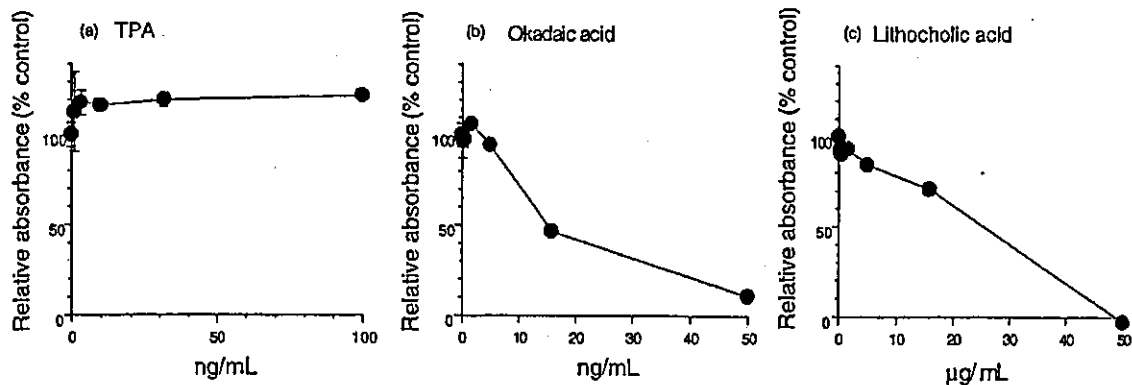 (a) TPA
Relative absorbance (% control)
100
50
0
0
50
100
ng/mL
(b) Okadaic acid
Relative absorbance (% control)
100
50
0
0 10 20 30 40 50
ng/mL
(c) Lithocholic acid
Relative absorbance (% control)
100
50
0
0 10 20 30 40 50
µg/mL